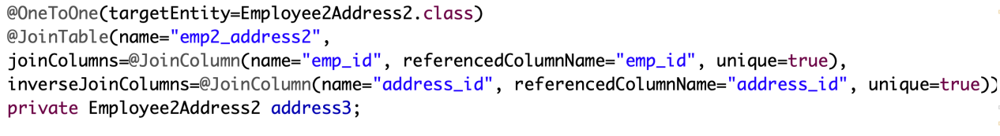 @OneToOne(targetEntity=Employee2Address2.class)
@JoinTable(name="emp2_address2",
joinColumns=@JoinColumn(name="emp_id", referencedColumnName="emp_id", unique=true),
inverseJoinColumns=@JoinColumn(name="address_id", referencedColumnName="address_id", unique=true))
private Employee2Address2 address3;